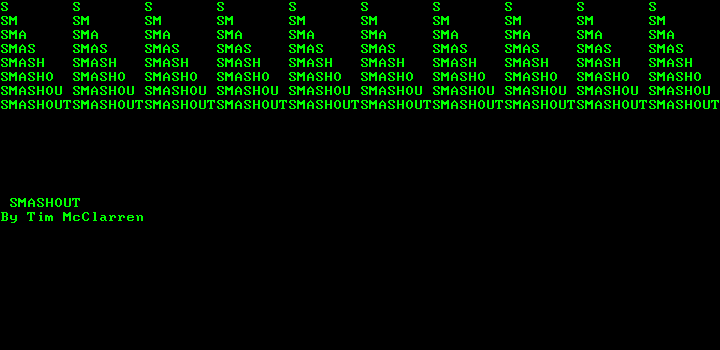 S       S       S       S       S       S       S       S       S       S
SM      SM      SM      SM      SM      SM      SM      SM      SM      SM
SMA     SMA     SMA     SMA     SMA     SMA     SMA     SMA     SMA     SMA
SMAS    SMAS    SMAS    SMAS    SMAS    SMAS    SMAS    SMAS    SMAS    SMAS
SMASH   SMASH   SMASH   SMASH   SMASH   SMASH   SMASH   SMASH   SMASH   SMASH
SMASHO  SMASHO  SMASHO  SMASHO  SMASHO  SMASHO  SMASHO  SMASHO  SMASHO  SMASHO
SMASHOU SMASHOU SMASHOU SMASHOU SMASHOU SMASHOU SMASHOU SMASHOU SMASHOU SMASHOU
SMASHOUTSMASHOUTSMASHOUTSMASHOUTSMASHOUTSMASHOUTSMASHOUTSMASHOUTSMASHOUTSMASHOUT
 SMASHOUT
By Tim McClarren